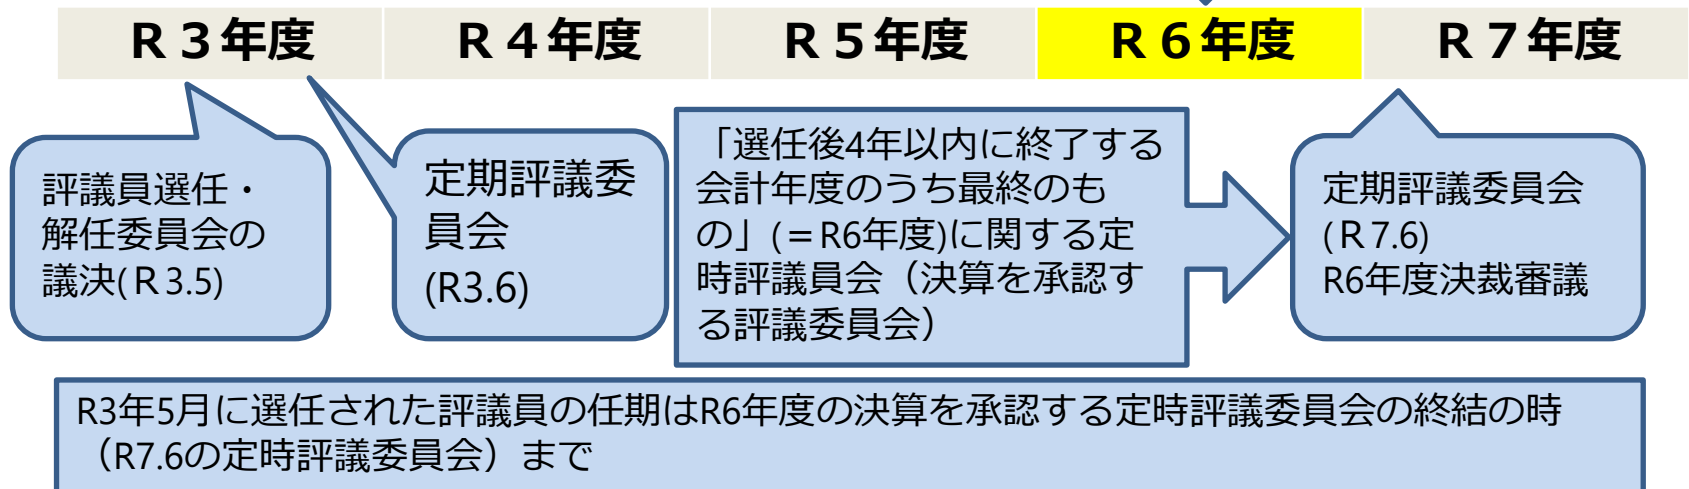 R３年度 R４年度 R５年度 R６年度 R７年度
評議員選任・
解任委員会の
議決(R 3.5)
定期評議委
員会
(R3.6)
「選任後4年以内に終了する
会計年度のうち最終のも
の」(＝R6年度)に関する定
時評議員会（決算を承認す
る評議委員会）
定期評議委員会
(R 7.6)
R6年度決裁審議
R3年5月に選任された評議員の任期はR6年度の決算を承認する定時評議委員会の終結の時
（R7.6の定時評議委員会）まで